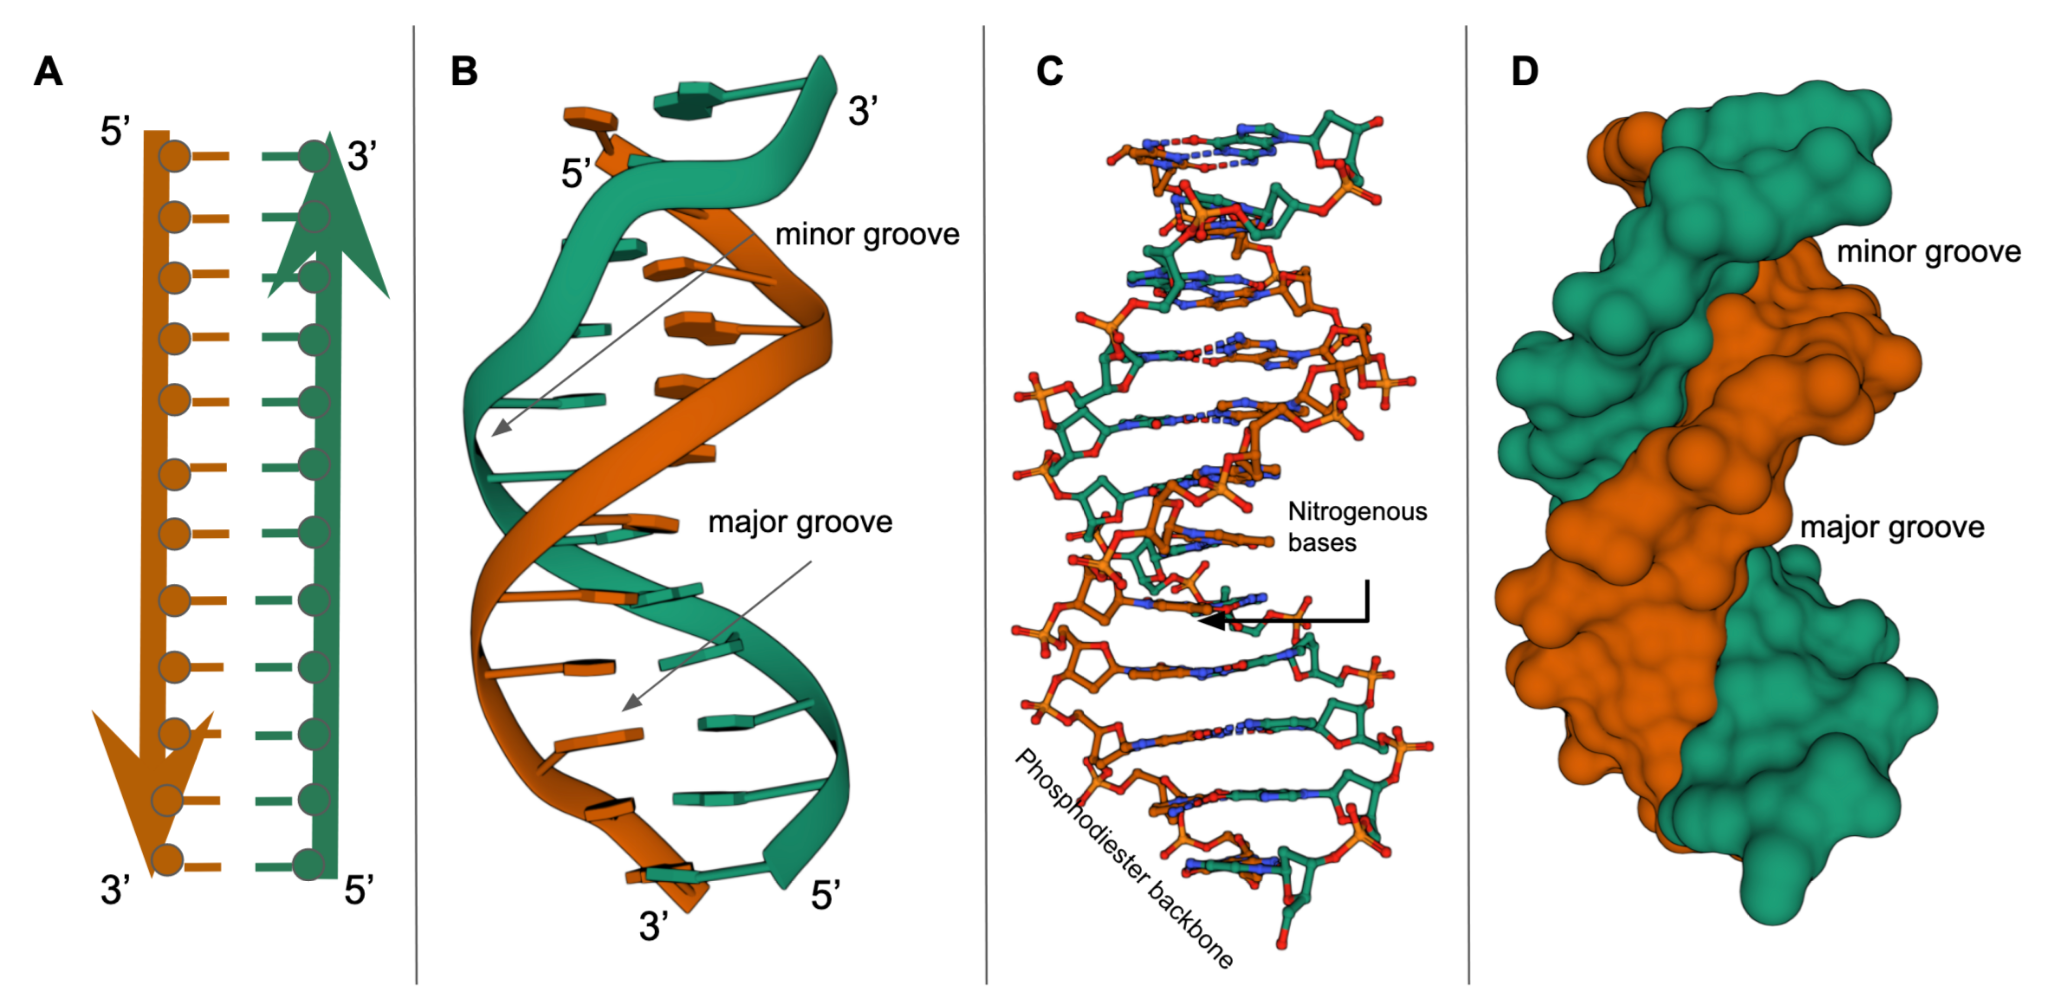 A
5’
3’
3’
5’
B
3’
5’
minor groove
major groove
3’
5’
C
Nitrogenous
bases
Phosphodiester backbone
D
minor groove
major groove